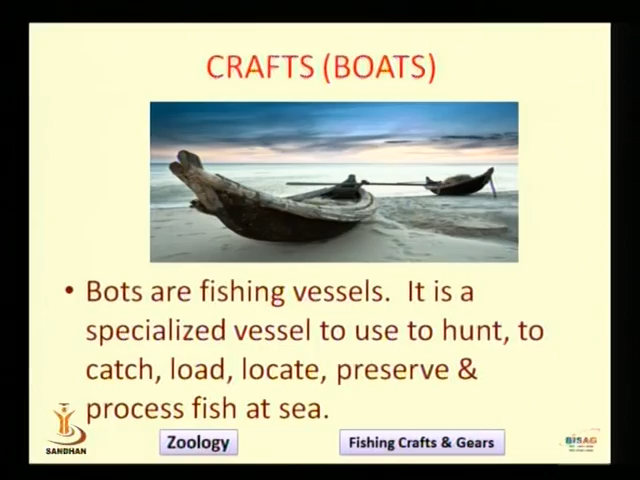 CRAFTS (BOATS)
• Bots are fishing vessels. It is a
specialized vessel to use to hunt, to
catch, load, locate, preserve &
process fish at sea.
SANDHAN
Zoology
Fishing Crafts & Gears
BISAG